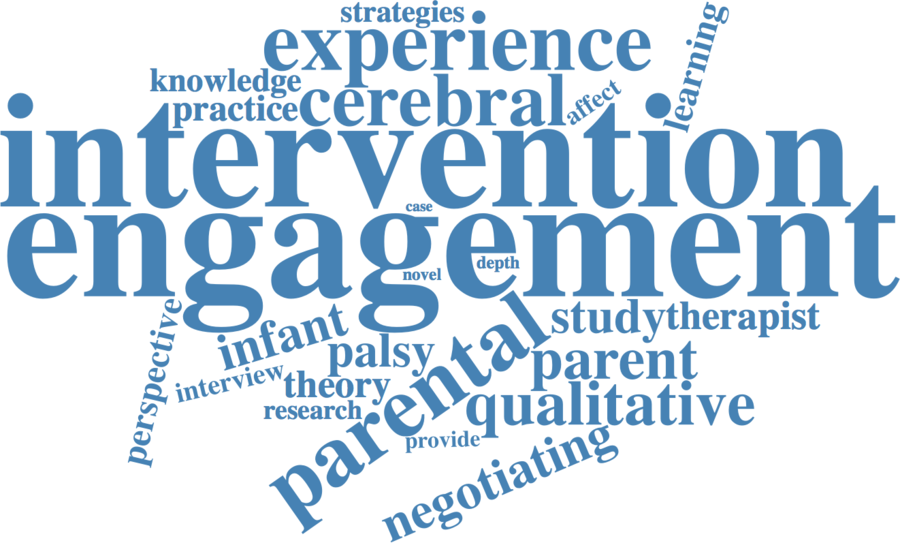 strategies
experience
learning
knowledge
practice
cerebral
affect
intervention
case
engagement
novel
depth
perspective
infant
palsy
parental
study
therapist
interview
theory
parent
research
qualitative
provide
negotiating